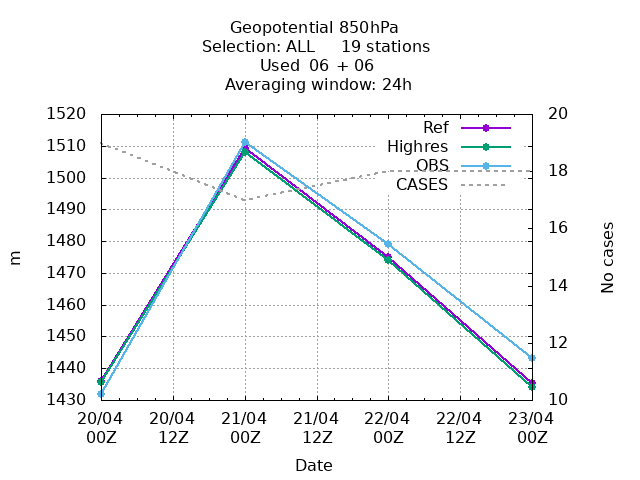 Geopotential 850hPa
Selection: ALL     19 stations
Used  06 + 06
Averaging window: 24h
1520
1510
1500
1490
1480
1470
1460
1450
1440
1430
m
20
18
16
14
12
10
No cases
Ref
Highres
OBS
CASES
20/04 20/04 21/04 21/04 22/04 22/04 23/04
00Z 12Z 00Z 12Z 00Z 12Z 00Z
Date